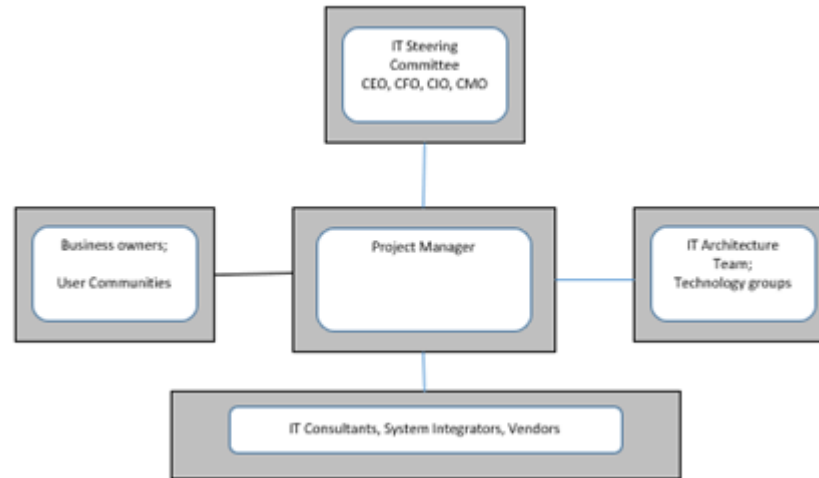 IT Steering
Committee
CEO, CFO, CIO, CMO
Business owners;
User Communities
Project Manager
IT Architecture
Team;
Technology groups
IT Consultants, System Integrators, Vendors